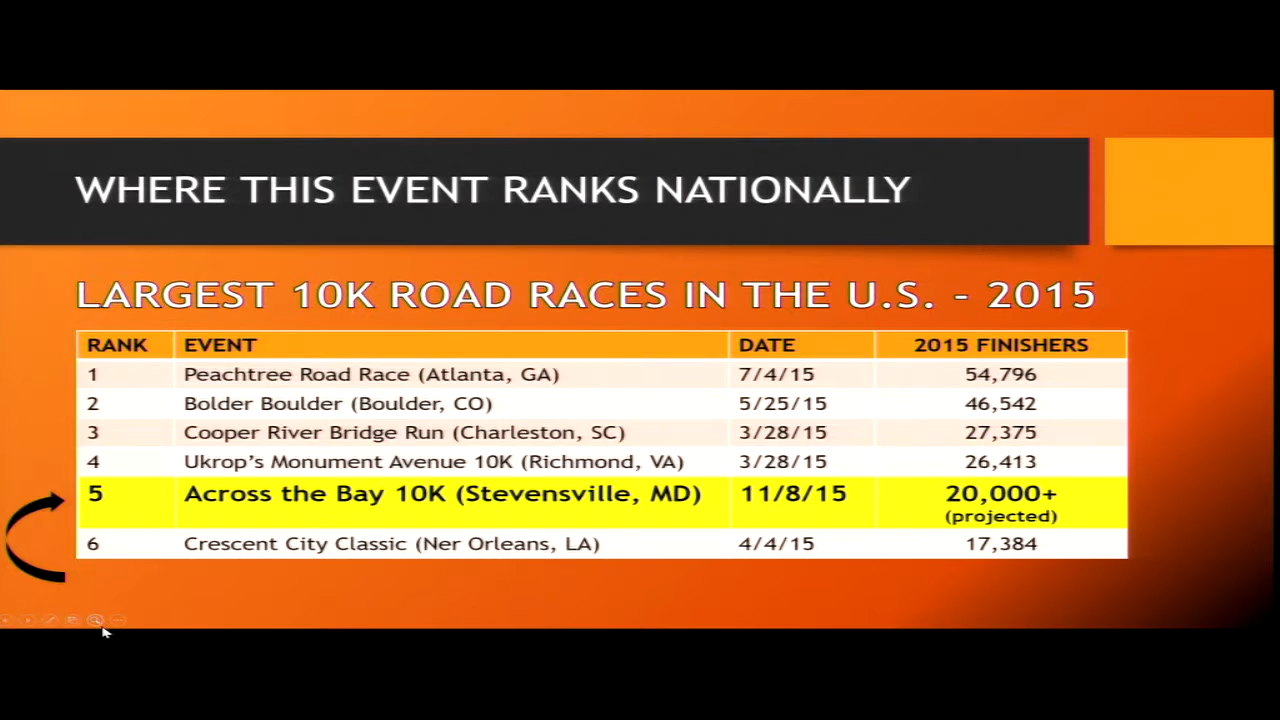 WHERE THIS EVENT RANKS NATIONALLY
LARGEST 10K ROAD RACES IN THE U.S. - 2015
RANK EVENT DATE 2015 FINISHERS
1 Peachtree Road Race (Atlanta, GA) 7/4/15 54,796
2 Bolder Boulder (Boulder, CO) 5/25/15 46,542
3 Cooper River Bridge Run (Charleston, SC) 3/28/15 27,375
4 Ukrop's Monument Avenue 10K (Richmond, VA) 3/28/15 26,413
5 Across the Bay 10K (Stevensville, MD) 11/8/15 20,000+
(projected)
6 Crescent City Classic (Ner Orleans, LA) 4/4/15 17,384